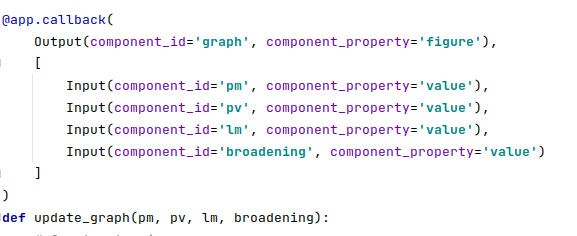 @app.callback(
    Output(component_id='graph', component_property='figure'),
    [
        Input(component_id='pm', component_property='value'),
        Input(component_id='pv', component_property='value'),
        Input(component_id='lm', component_property='value'),
        Input(component_id='broadening', component_property='value')
    ]
)
def update_graph(pm, pv, lm, broadening):